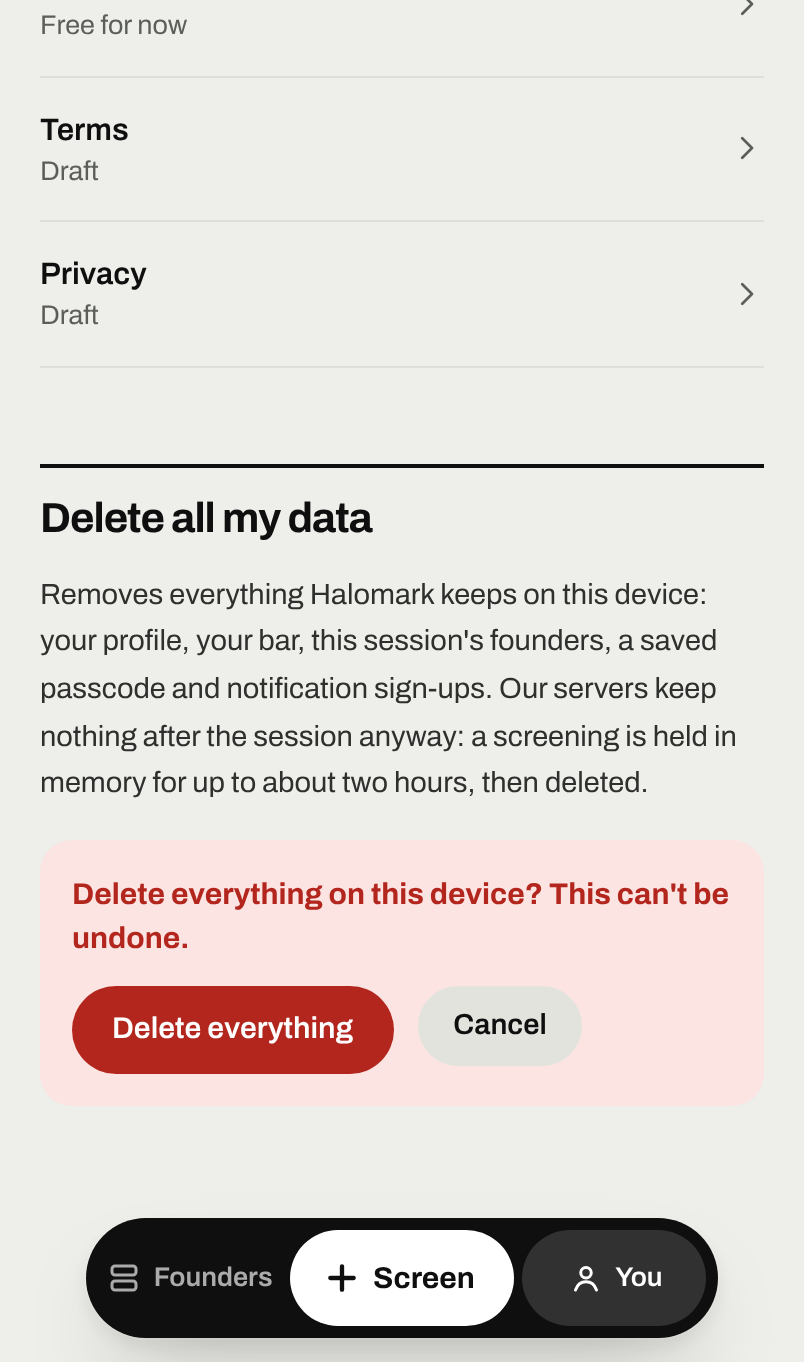 Free for now
Terms
Draft
Privacy
Draft
Delete all my data
Removes everything Halomark keeps on this device:
your profile, your bar, this session's founders, a saved
passcode and notification sign-ups. Our servers keep
nothing after the session anyway: a screening is held in
memory for up to about two hours, then deleted.
Delete everything on this device? This can't be
undone.
Delete everything
Cancel
Founders
Screen
You